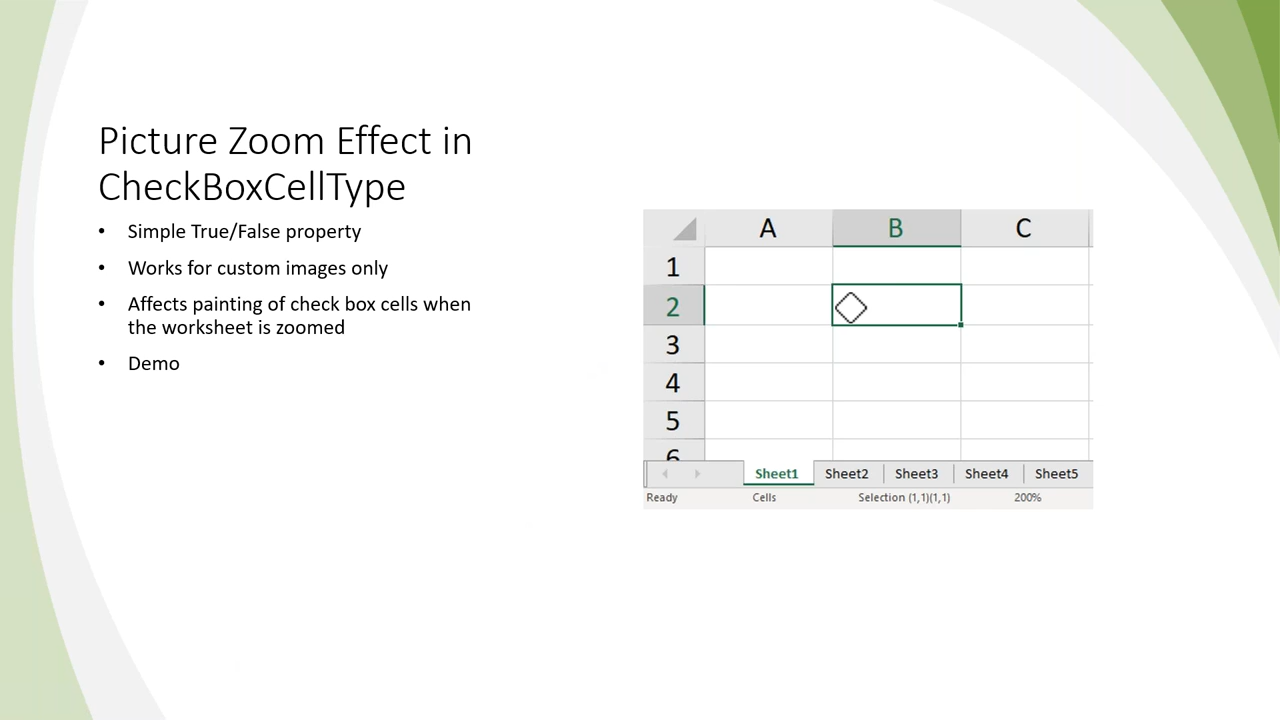 Picture Zoom Effect in
CheckBoxCellType
• Simple True/False property
• Works for custom images only
• Affects painting of check box cells when
the worksheet is zoomed
• Demo
A B C
1
2
3
4
5
6
Sheet1 Sheet2 Sheet3 Sheet4 Sheet5
Ready Cells Selection (1,1)(1,1) 200%